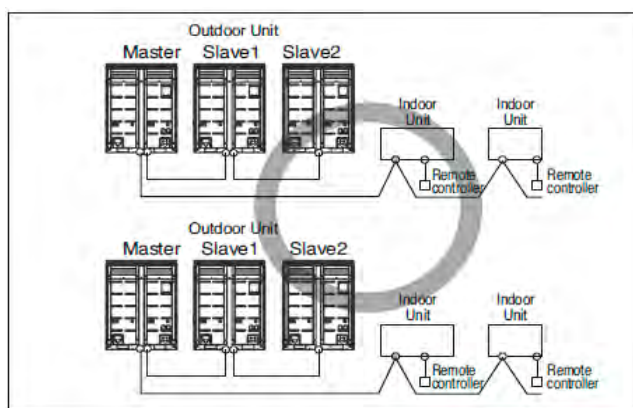 Outdoor Unit
Master Slave1 Slave2
Indoor
Unit
Indoor
Unit
Remote
controller
Remote
controller
Outdoor Unit
Master Slave1 Slave2
Indoor
Unit
Indoor
Unit
Remote
controller
Remote
controller